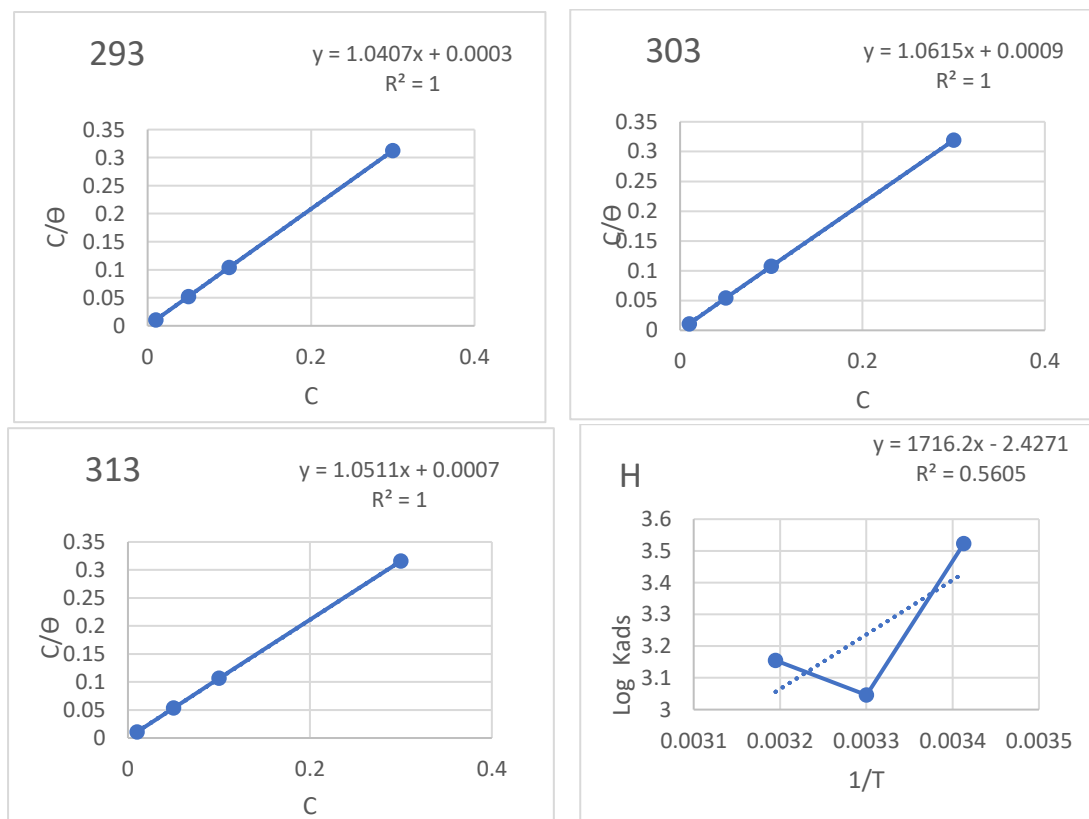 293
y = 1.0407x + 0.0003
R² = 1
0.35
0.3
0.25
0.2
0.15
0.1
0.05
0
C/Ɵ
0
0.2
0.4
C
303
y = 1.0615x + 0.0009
R² = 1
0.35
0.3
0.25
0.2
0.15
0.1
0.05
0
C/Ɵ
0
0.2
0.4
C
313
y = 1.0511x + 0.0007
R² = 1
0.35
0.3
0.25
0.2
0.15
0.1
0.05
0
C/Ɵ
0
0.2
0.4
C
H
y = 1716.2x - 2.4271
R² = 0.5605
3.6
3.5
3.4
3.3
3.2
3.1
3
Log Kads
0.0031 0.0032 0.0033 0.0034 0.0035
1/T